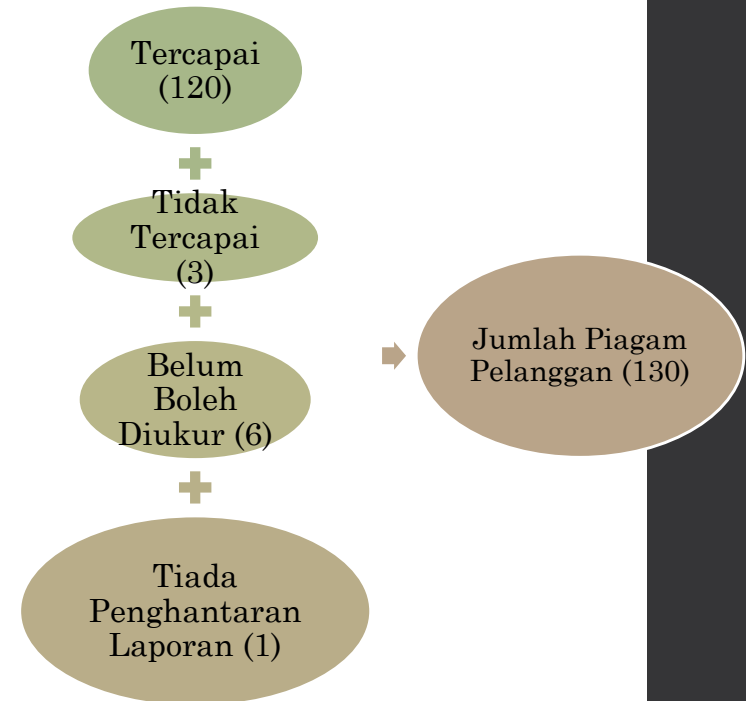 Tercapai
(120)
Tidak
Tercapai
(3)
Belum
Boleh
Diukur (6)
Tiada
Penghantaran
Laporan (1)
Jumlah Piagam
Pelanggan (130)